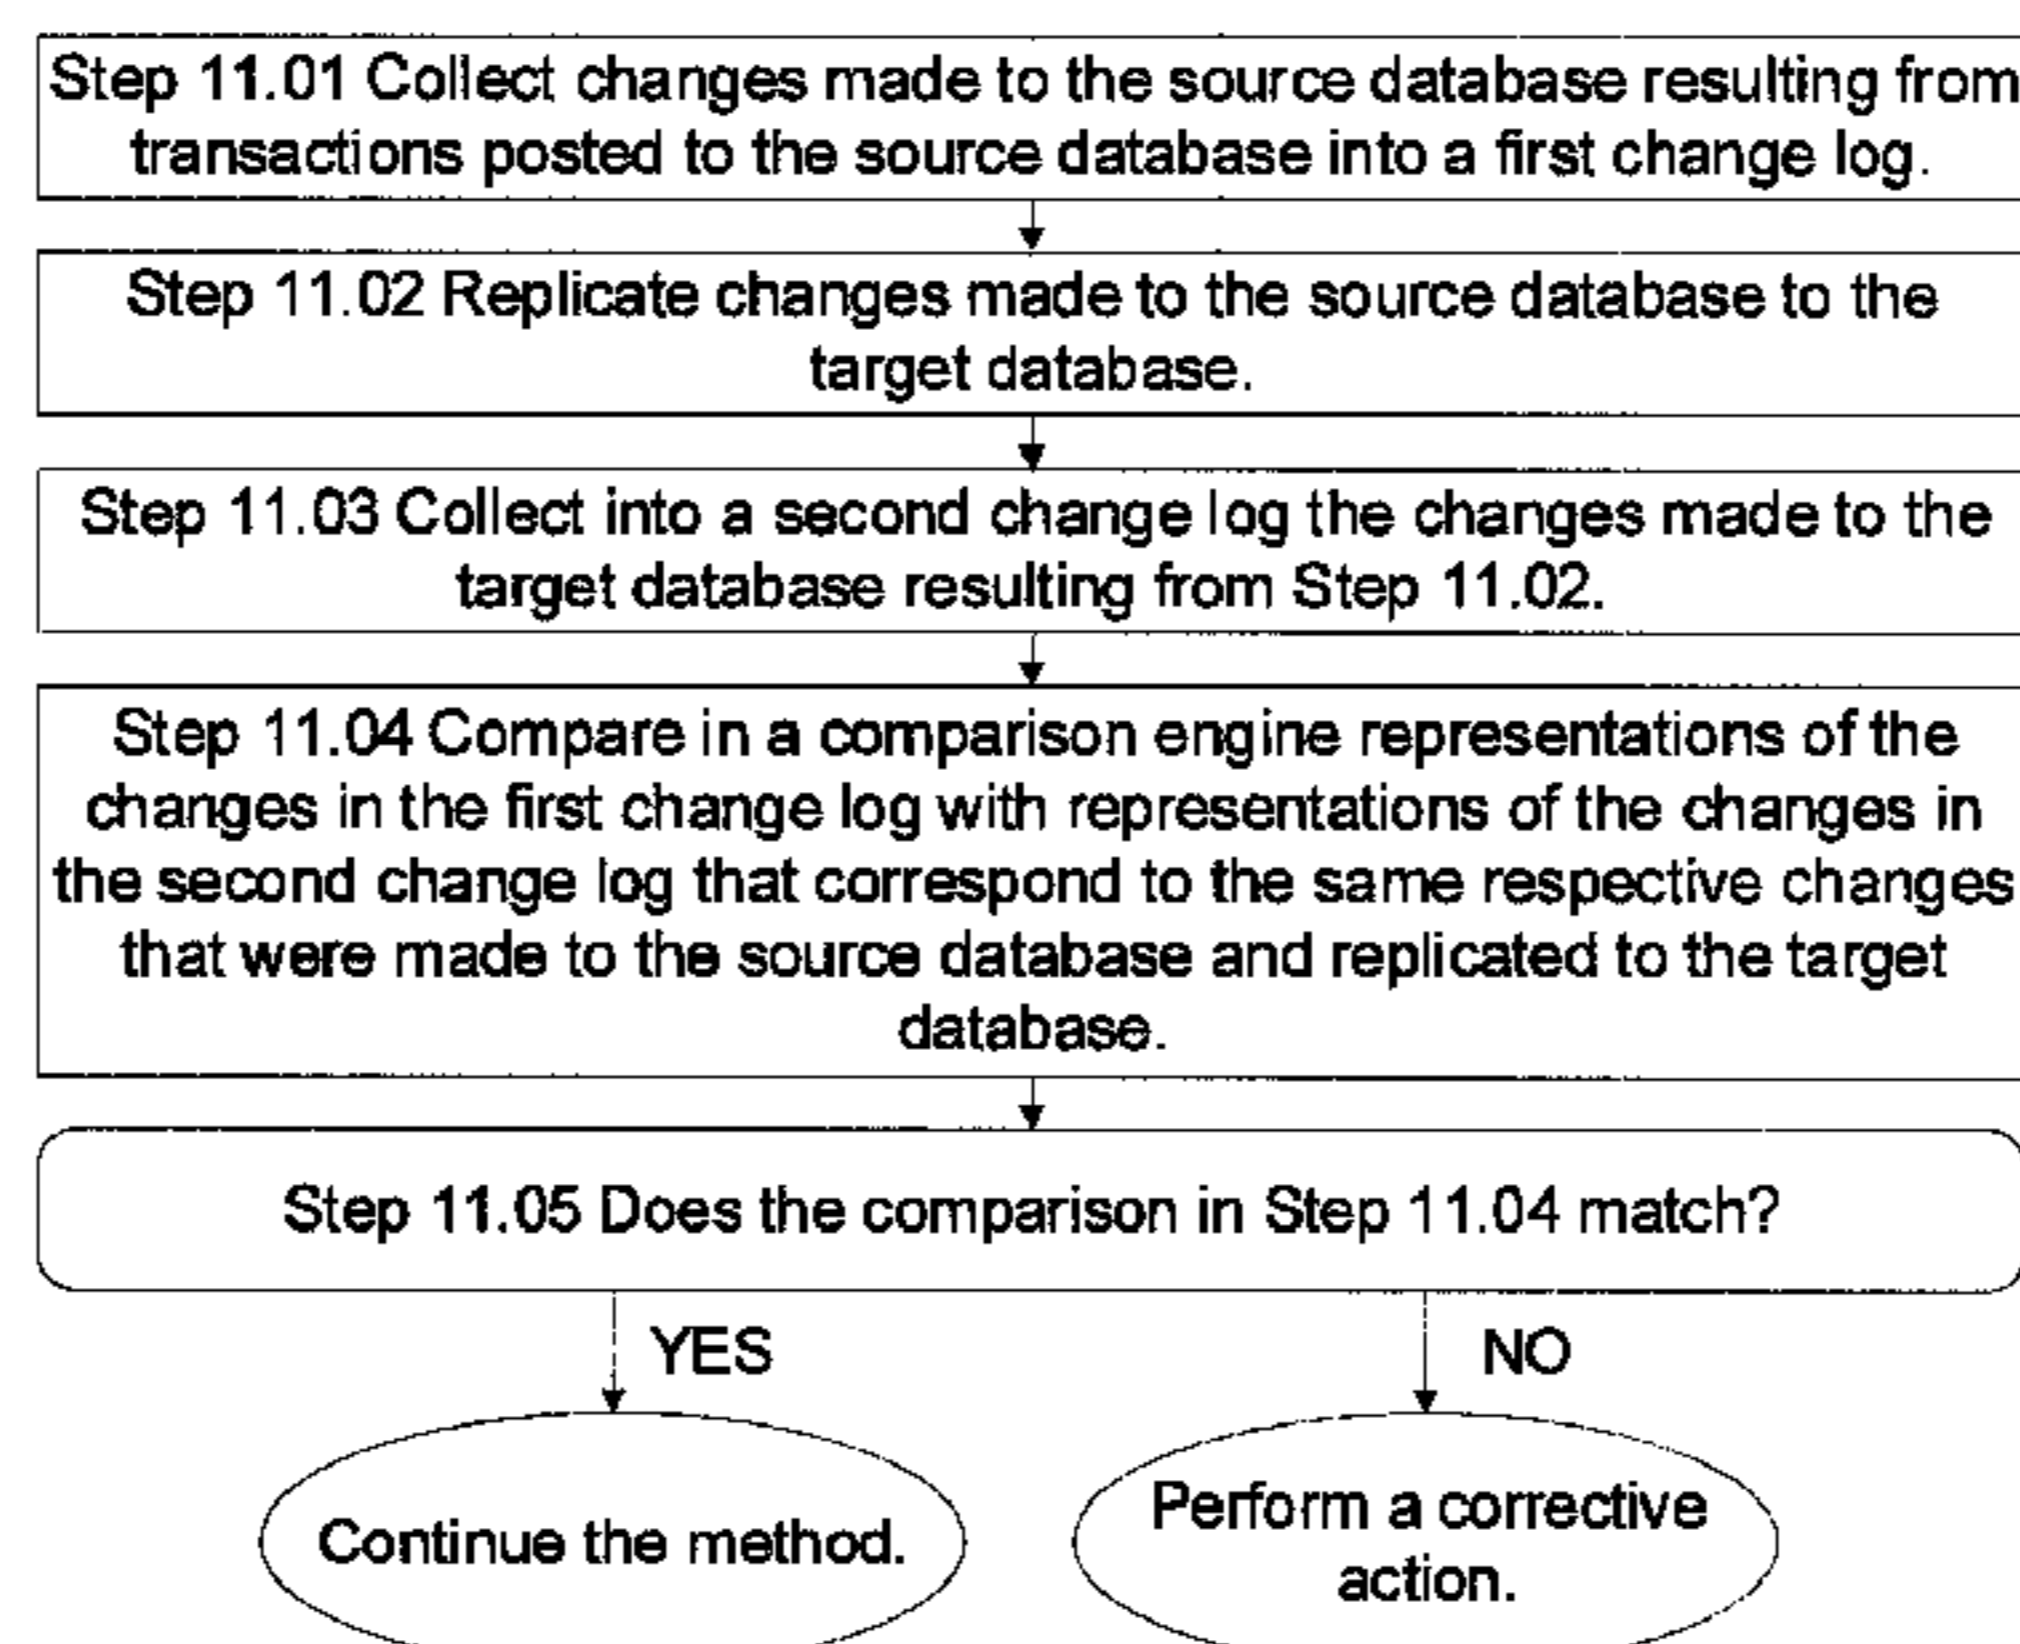 Step 11.01 Collect changes made to the source database resulting from
transactions posted to the source database into a first change log.
Step 11.02 Replicate changes made to the source database to the
target database.
Step 11.03 Collect into a second change log the changes made to the
target database resulting from Step 11.02.
Step 11.04 Compare in a comparison engine representations of the
changes in the first change log with representations of the changes in
the second change log that correspond to the same respective changes
that were made to the source database and replicated to the target
database.
Step 11.05 Does the comparison in Step 11.04 match?
YES
NO
Continue the method.
Perform a corrective
action.